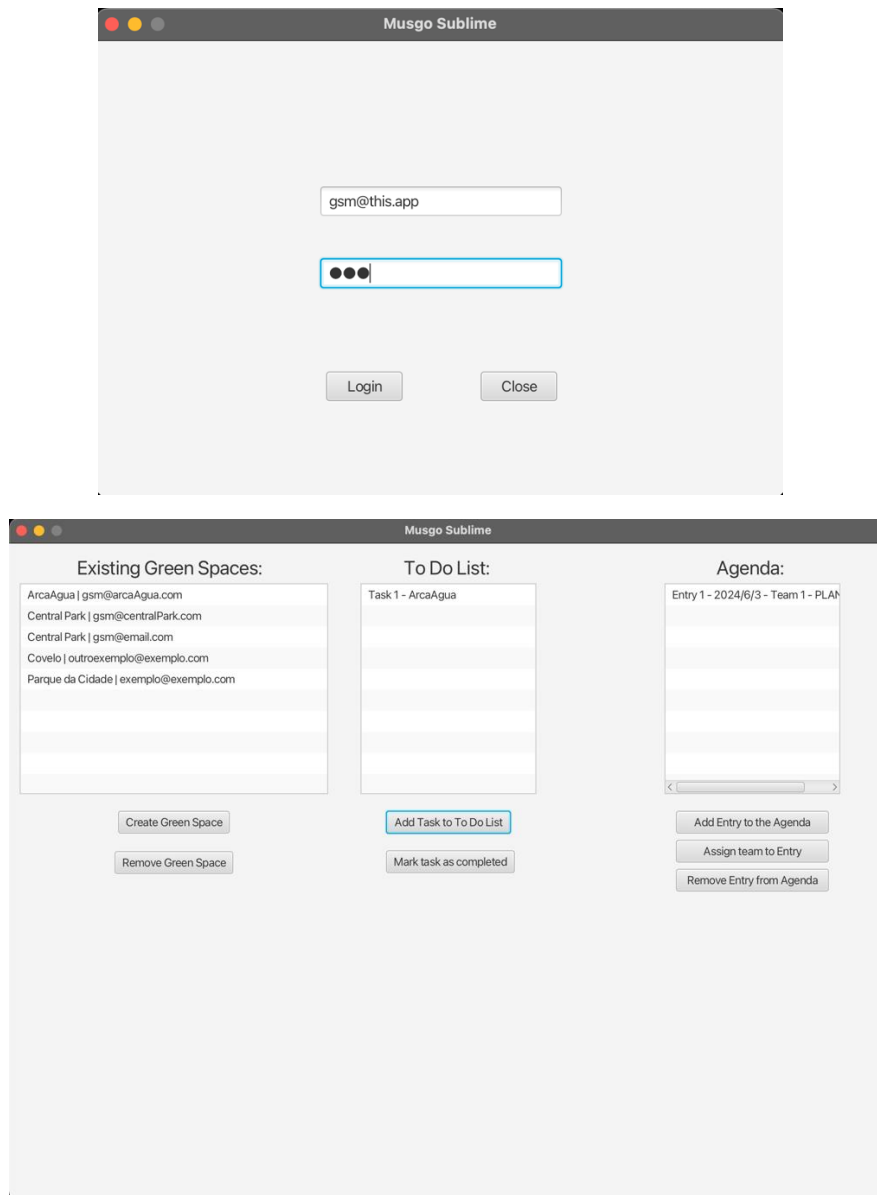 Musgo Sublime
gsm@this.app
●●●
Login
Close
Musgo Sublime
Existing Green Spaces:
ArcaAgua | gsm@arcaAgua.com
Central Park | gsm@centralPark.com
Central Park | gsm@email.com
Covelo | outroexemplo@exemplo.com
Parque da Cidade | exemplo@exemplo.com
Create Green Space
Remove Green Space
To Do List:
Task 1 - ArcaAgua
Add Task to To Do List
Mark task as completed
Agenda:
Entry 1 - 2024/6/3 - Team 1 - PLAN
Add Entry to the Agenda
Assign team to Entry
Remove Entry from Agenda